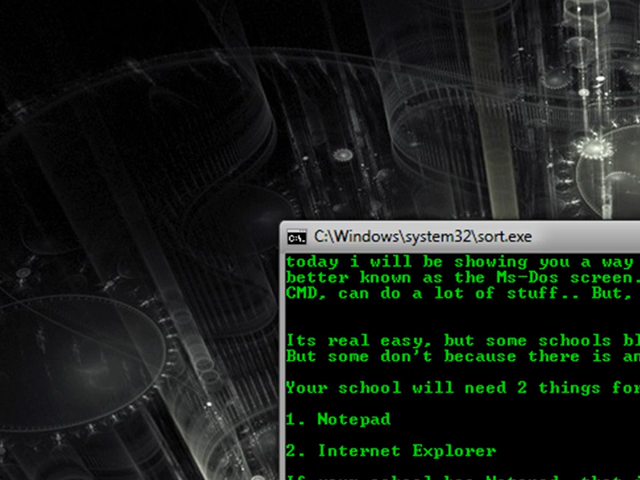 C:\Windows\system32\sort.exe
today i will be showing you a way
better known as the Ms-Dos screen.
CMD, can do a lot of stuff.. But,
Its real easy, but some schools
But some don't because there is
Your school will need 2 things for
1. Notepad
2. Internet Explorer